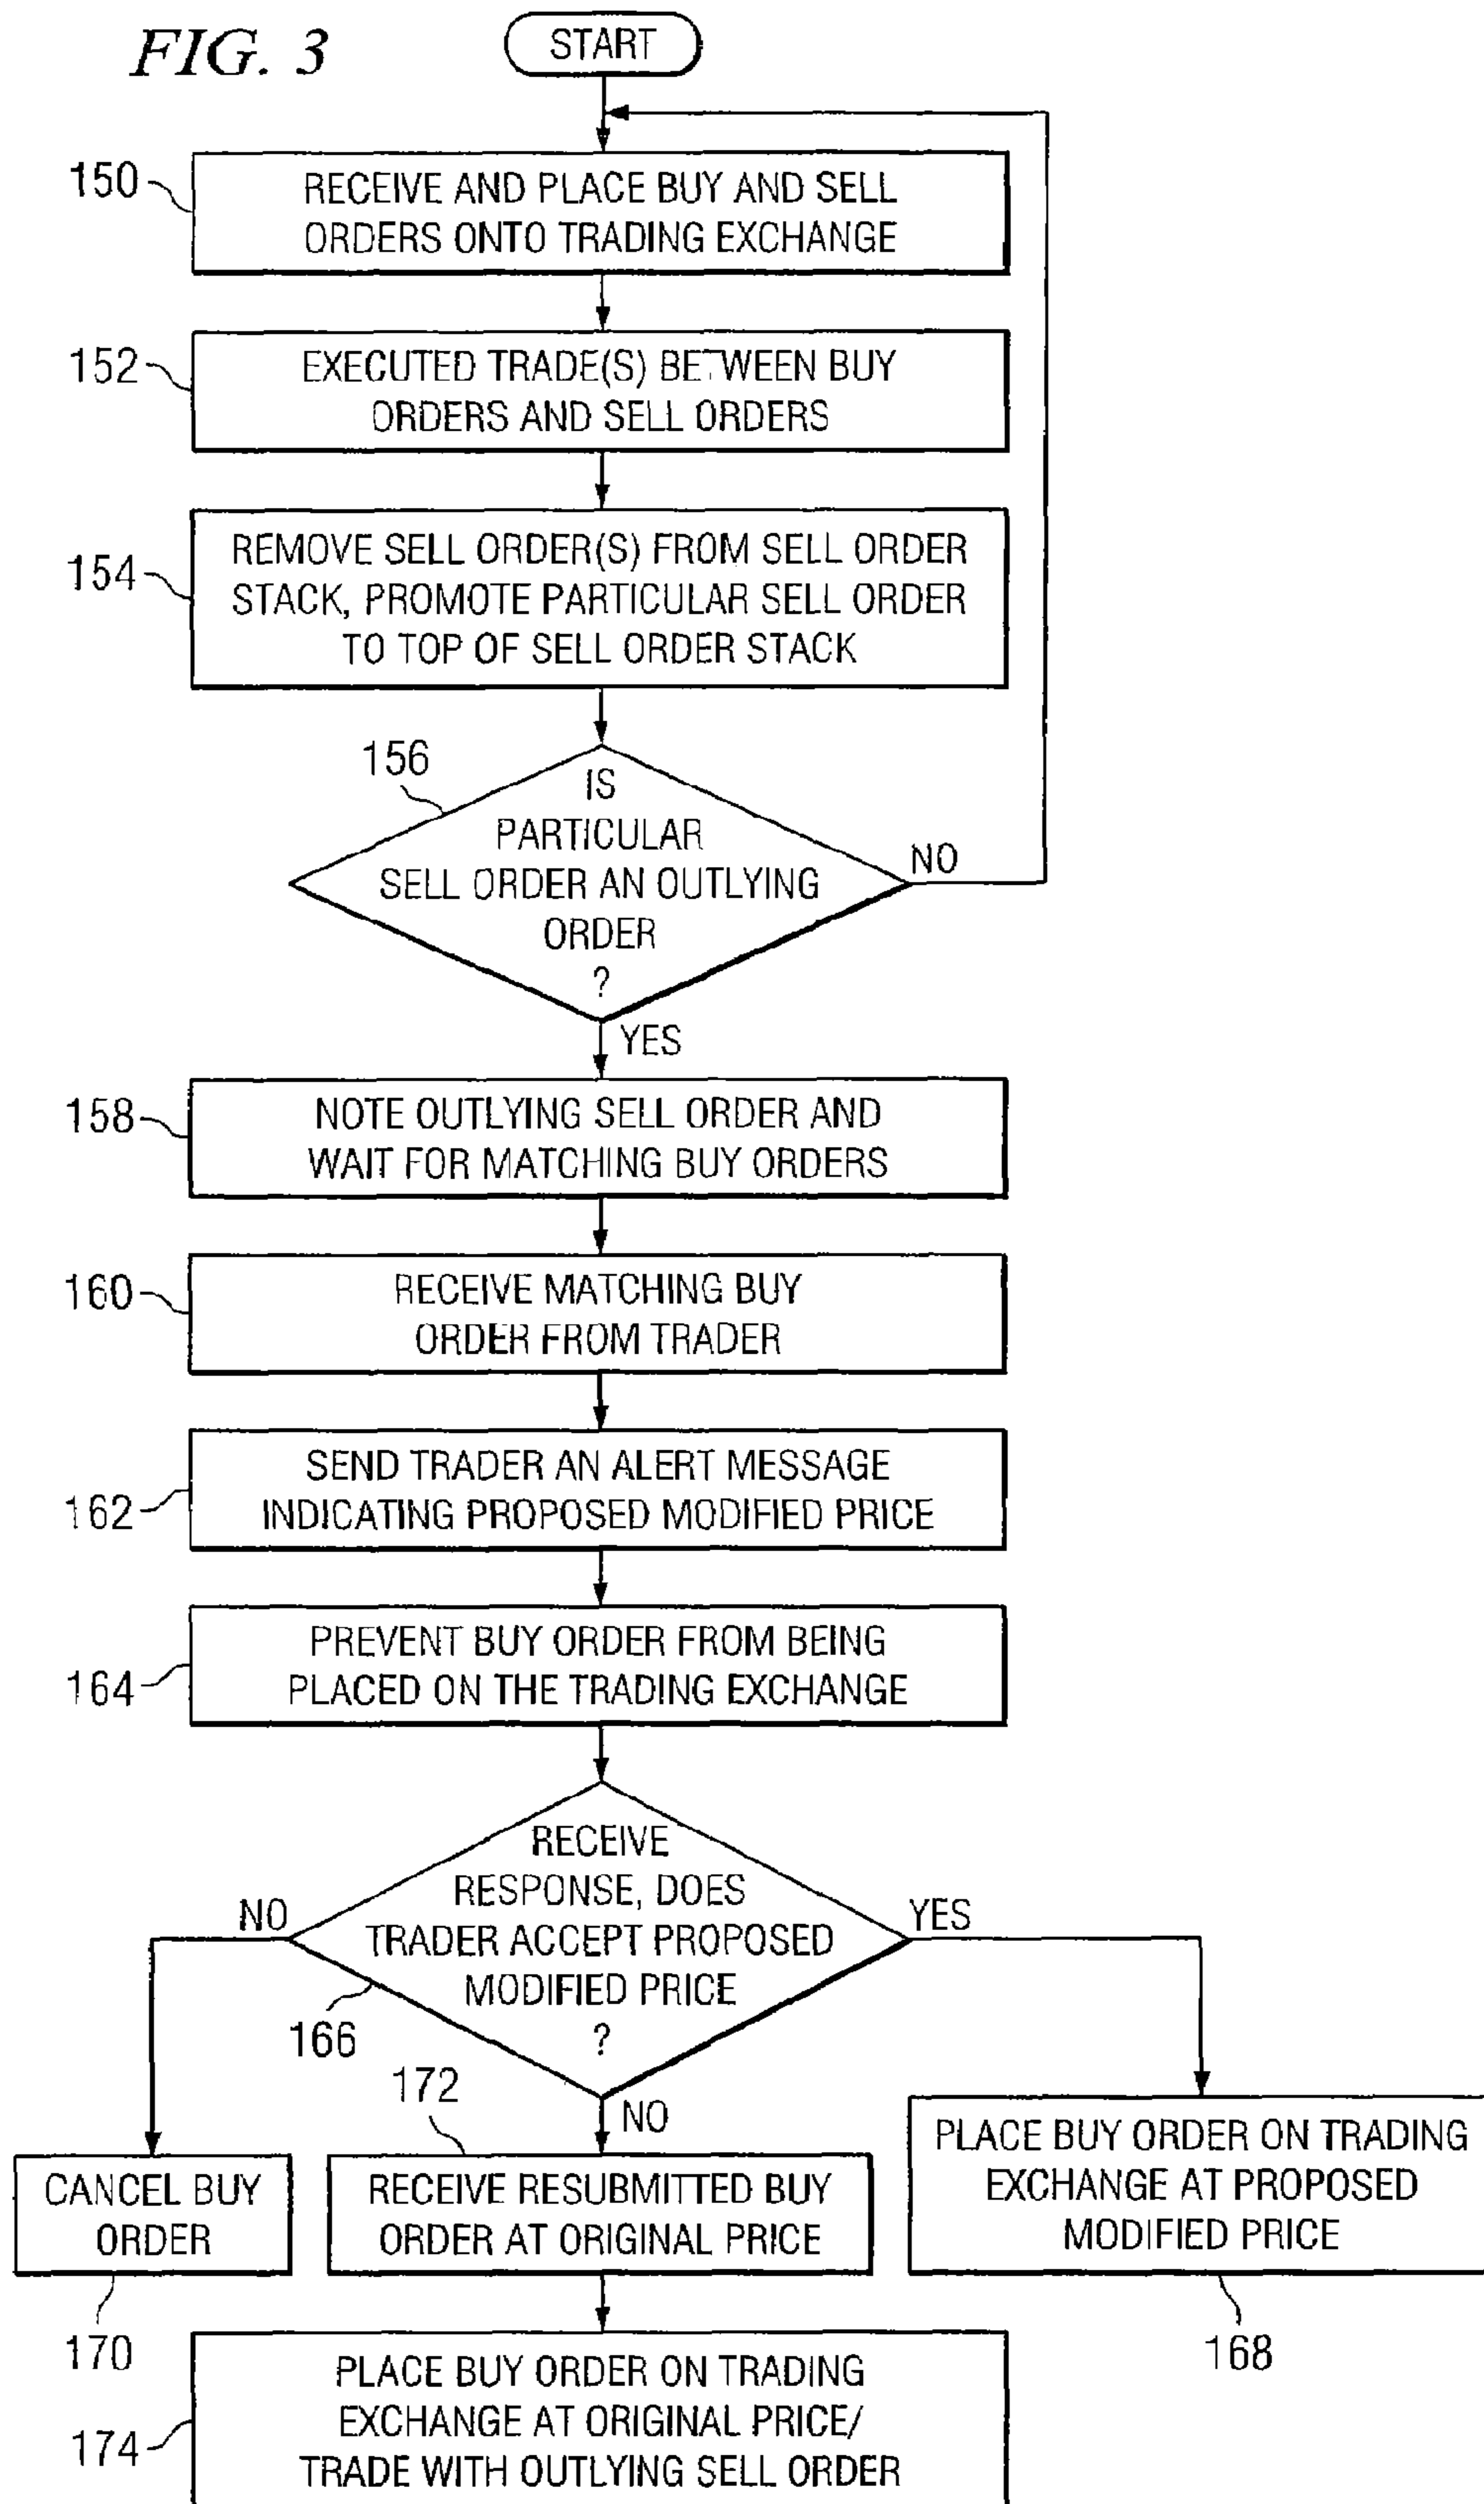 FIG. 3
START
150
RECEIVE AND PLACE BUY AND SELL
ORDERS ONTO TRADING EXCHANGE
152
EXECUTED TRADE(S) BETWEEN BUY
ORDERS AND SELL ORDERS
154
REMOVE SELL ORDER(S) FROM SELL ORDER
STACK, PROMOTE PARTICULAR SELL ORDER
TO TOP OF SELL ORDER STACK
156
IS
PARTICULAR
SELL ORDER AN OUTLYING
ORDER
?
NO
YES
158
NOTE OUTLYING SELL ORDER AND
WAIT FOR MATCHING BUY ORDERS
160
RECEIVE MATCHING BUY
ORDER FROM TRADER
162
SEND TRADER AN ALERT MESSAGE
INDICATING PROPOSED MODIFIED PRICE
164
PREVENT BUY ORDER FROM BEING
PLACED ON THE TRADING EXCHANGE
RECEIVE
RESPONSE, DOES
TRADER ACCEPT PROPOSED
MODIFIED PRICE
?
NO
YES
166
172
NO
CANCEL BUY
ORDER
170
RECEIVE RESUBMITTED BUY
ORDER AT ORIGINAL PRICE
PLACE BUY ORDER ON TRADING
EXCHANGE AT PROPOSED
MODIFIED PRICE
168
174
PLACE BUY ORDER ON TRADING
EXCHANGE AT ORIGINAL PRICE/
TRADE WITH OUTLYING SELL ORDER